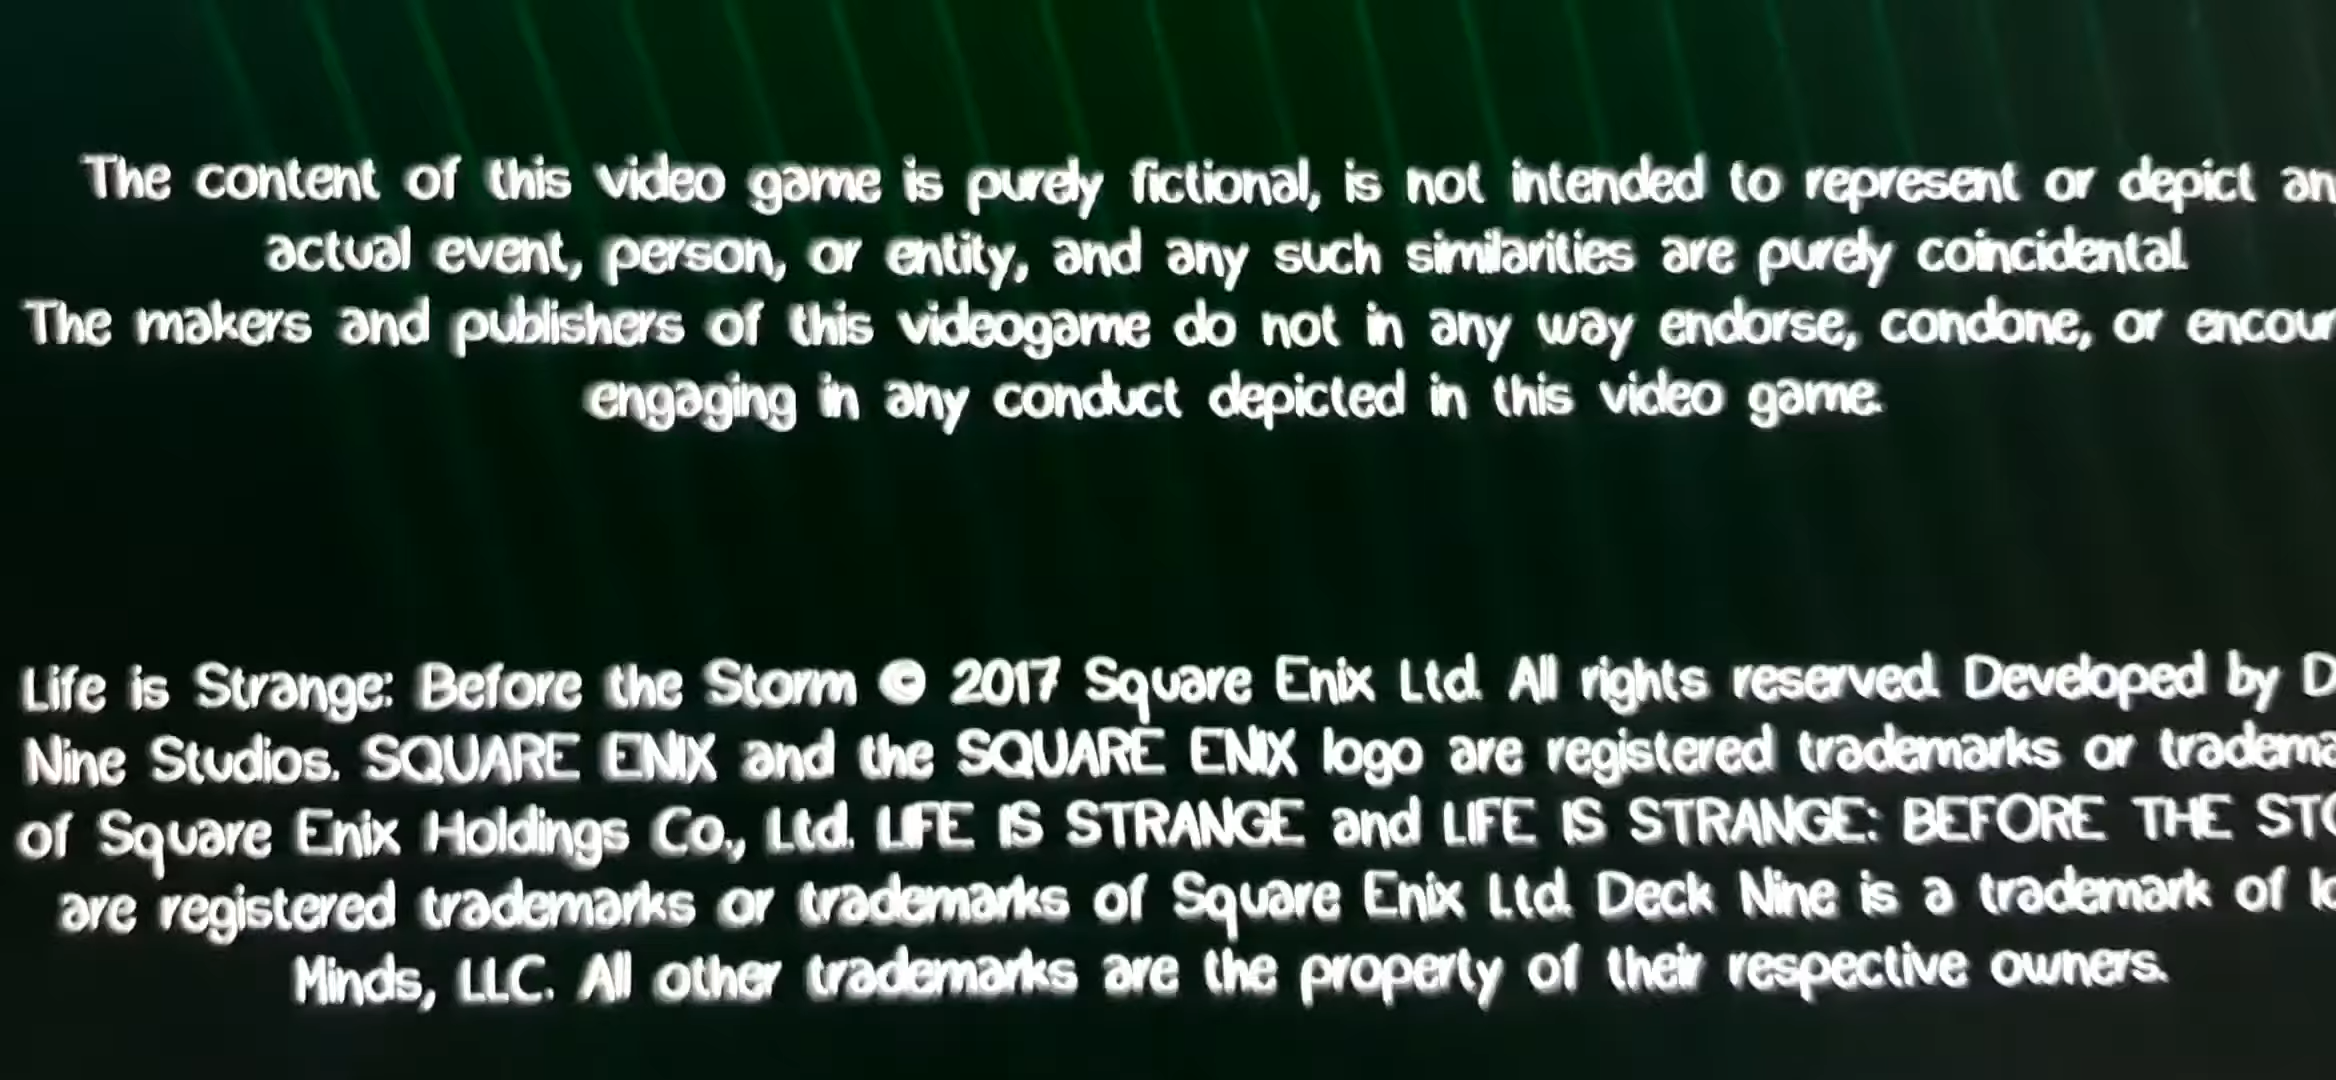 The content of this video game is purely fictional, is not intended to represent or depict an
actual event, person, or entity, and any such similarities are purely coincidental.
The makers and publishers of this videogame do not in any way endorse, condone, or encour
engaging in any conduct depicted in this video game.
Life is Strange: Before the Storm © 2017 Square Enix Ltd. All rights reserved. Developed by D
Nine Studios. SQUARE ENIX and the SQUARE ENIX logo are registered trademarks or tradema
of Square Enix Holdings Co., Ltd. LIFE IS STRANGE and LIFE IS STRANGE: BEFORE THE STO
are registered trademarks or trademarks of Square Enix Ltd. Deck Nine is a trademark of Ic
Minds, LLC. All other trademarks are the property of their respective owners.